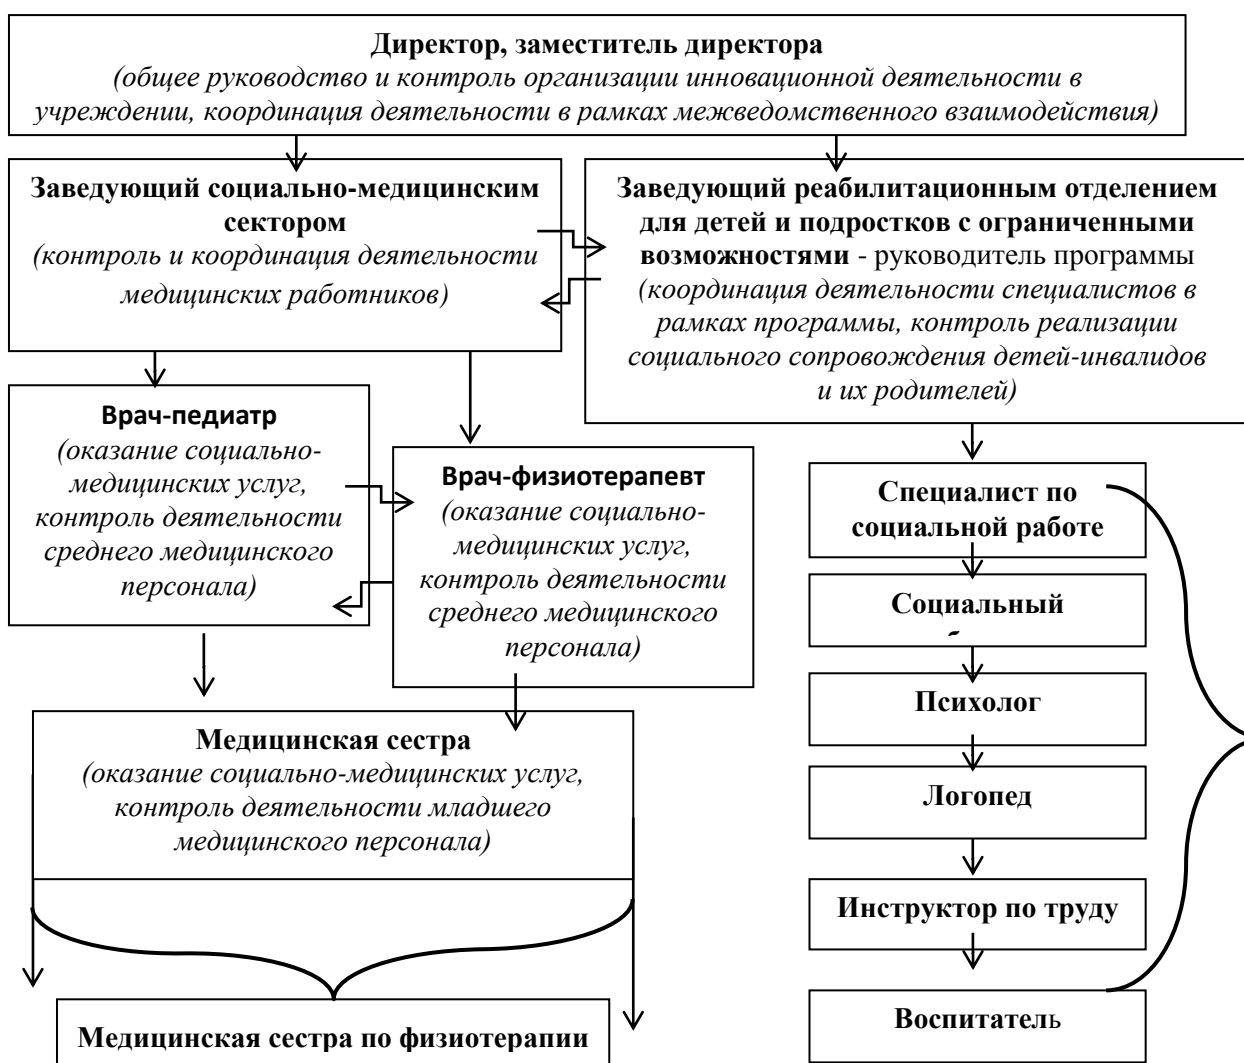 Директор, заместитель директора
(общее руководство и контроль организации инновационной деятельности в
учреждении, координация деятельности в рамках межведомственного взаимодействия)
Заведующий социально-медицинским
сектором
(контроль и координация деятельности
медицинских работников)
Заведующий реабилитационным отделением
для детей и подростков с ограниченными
возможностями - руководитель программы
(координация деятельности специалистов в
рамках программы, контроль реализации
социального сопровождения детей-инвалидов
и их родителей)
Врач-педиатр
(оказание социально-
медицинских услуг,
контроль деятельности
среднего медицинского
персонала)
Врач-физиотерапевт
(оказание социально-
медицинских услуг,
контроль деятельности
среднего медицинского
персонала)
Медицинская сестра
(оказание социально-медицинских услуг,
контроль деятельности младшего
медицинского персонала)
Медицинская сестра по физиотерапии
Специалист по
социальной работе
Социальный
Психолог
Логопед
Инструктор по труду
Воспитатель